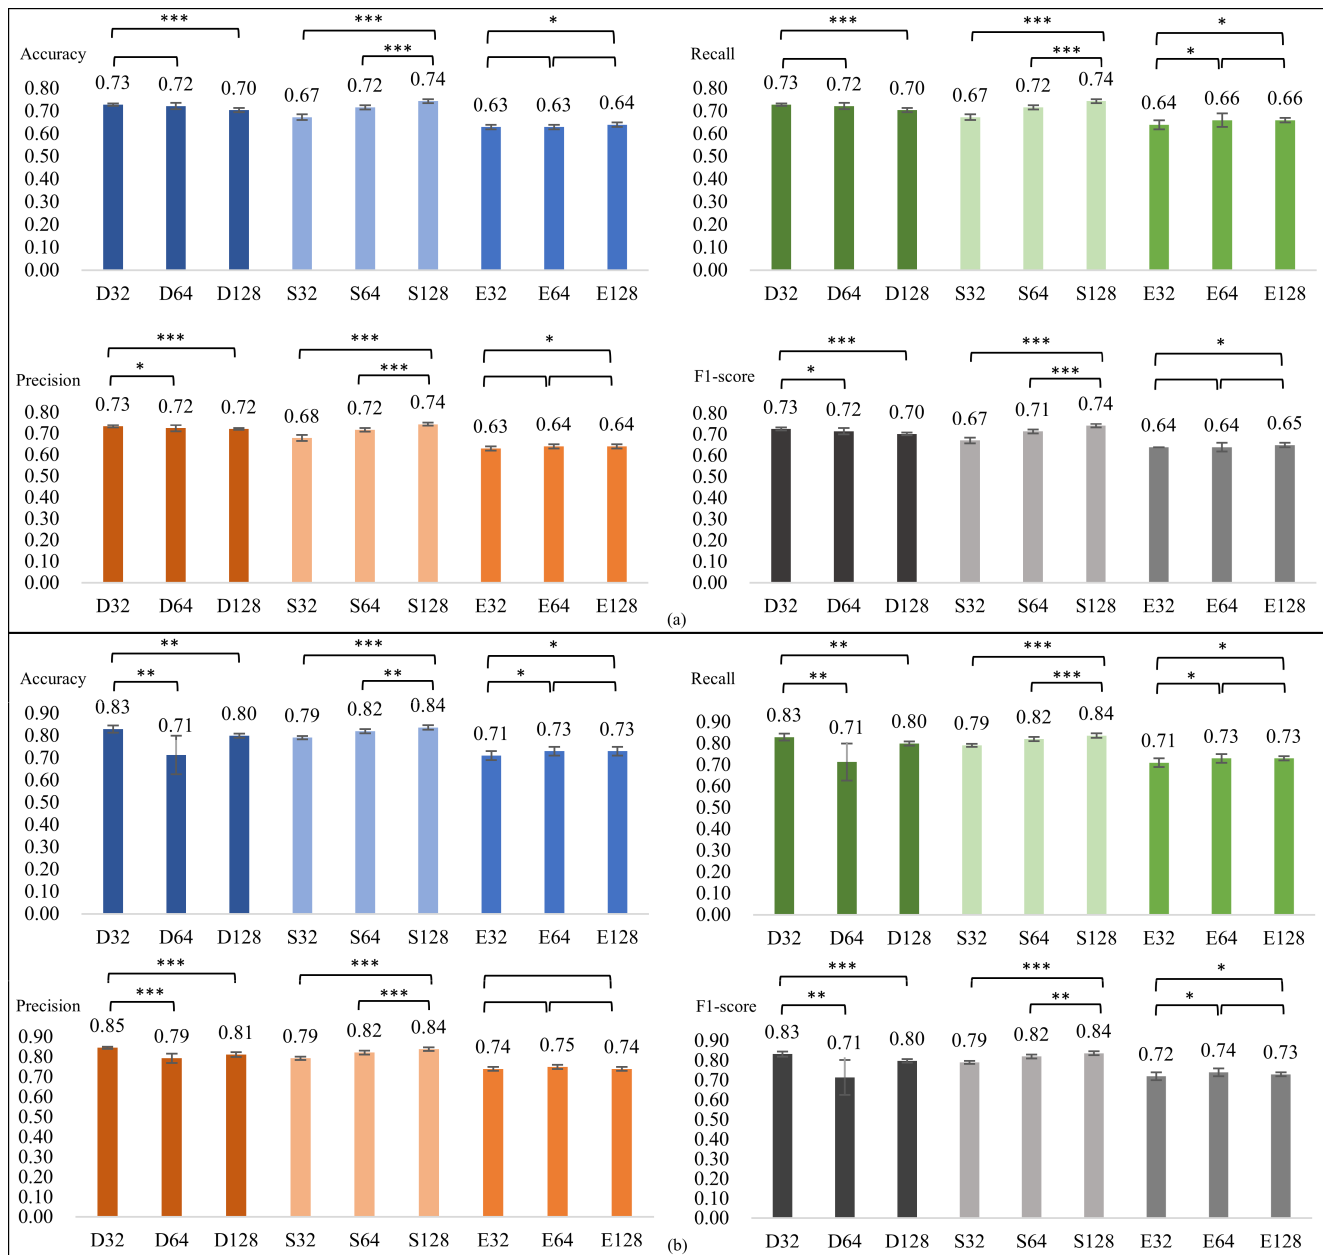 *** *** *
Accuracy ***
0.73 0.72 0.70 0.67 0.72 0.74 0.63 0.63 0.64
0.80
0.70
0.60
0.50
0.40
0.30
0.20
0.10
0.00
D32 D64 D128 S32 S64 S128 E32 E64 E128
*** *** *
Recall *** *
0.73 0.72 0.70 0.67 0.72 0.74 0.64 0.66 0.66
0.80
0.70
0.60
0.50
0.40
0.30
0.20
0.10
0.00
D32 D64 D128 S32 S64 S128 E32 E64 E128
*** *** *
Precision * ***
0.73 0.72 0.72 0.68 0.72 0.74 0.63 0.64 0.64
0.80
0.70
0.60
0.50
0.40
0.30
0.20
0.10
0.00
D32 D64 D128 S32 S64 S128 E32 E64 E128
*** *** *
F1-score * ***
0.73 0.72 0.70 0.67 0.71 0.74 0.64 0.64 0.65
0.80
0.70
0.60
0.50
0.40
0.30
0.20
0.10
0.00
D32 D64 D128 S32 S64 S128 E32 E64 E128
(a)
** *** *
Accuracy ** ** *
0.83 0.71 0.80 0.79 0.82 0.84 0.71 0.73 0.73
0.90
0.80
0.70
0.60
0.50
0.40
0.30
0.20
0.10
0.00
D32 D64 D128 S32 S64 S128 E32 E64 E128
** *** *
Recall ** *** *
0.83 0.71 0.80 0.79 0.82 0.84 0.71 0.73 0.73
0.90
0.80
0.70
0.60
0.50
0.40
0.30
0.20
0.10
0.00
D32 D64 D128 S32 S64 S128 E32 E64 E128
*** ***
Precision *** ***
0.85 0.79 0.81 0.79 0.82 0.84 0.74 0.75 0.74
0.90
0.80
0.70
0.60
0.50
0.40
0.30
0.20
0.10
0.00
D32 D64 D128 S32 S64 S128 E32 E64 E128
*** *** *
F1-score ** ** *
0.83 0.71 0.80 0.79 0.82 0.84 0.72 0.74 0.73
0.90
0.80
0.70
0.60
0.50
0.40
0.30
0.20
0.10
0.00
D32 D64 D128 S32 S64 S128 E32 E64 E128
(b)